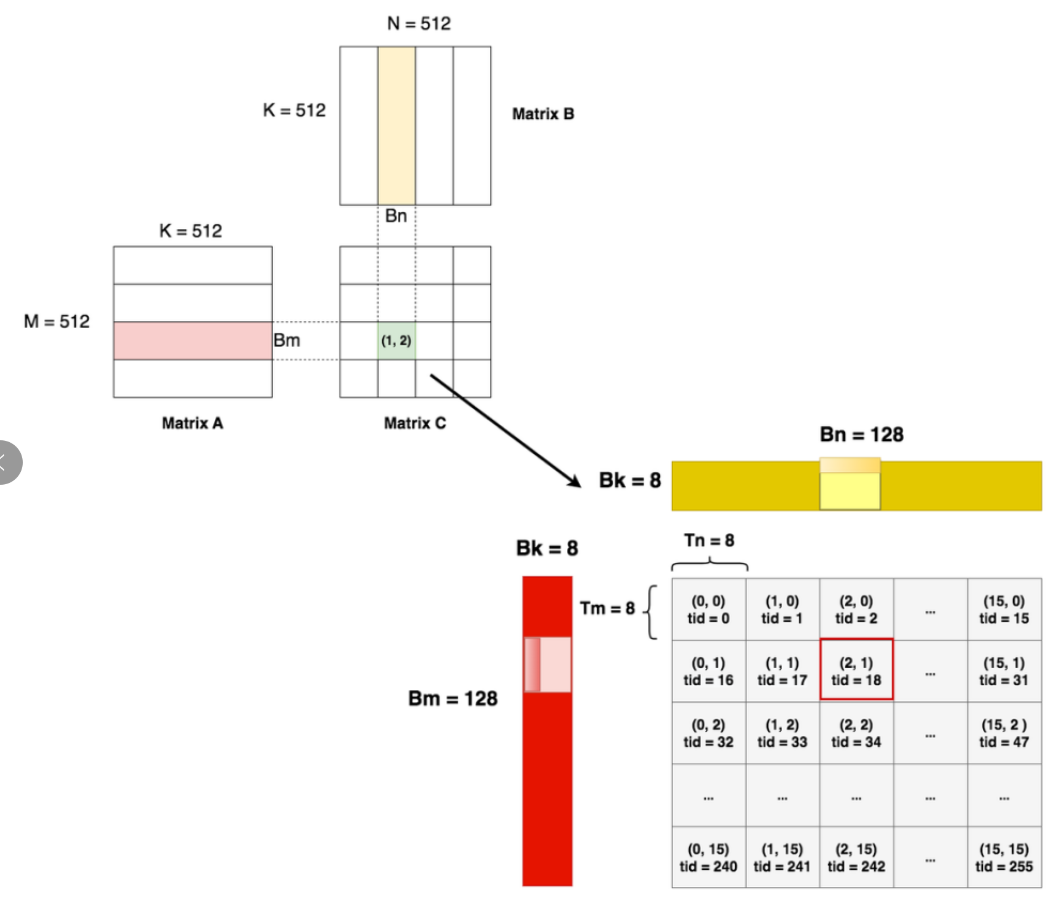 N = 512
K = 512
Matrix B
Bn
K = 512
M = 512
Bm
(1, 2)
Matrix A
Matrix C
Bn = 128
Bk = 8
Tn = 8
Bk = 8
Tm = 8
(0, 0)
tid = 0
(1, 0)
tid = 1
(2, 0)
tid = 2
...
(15, 0)
tid = 15
(0, 1)
tid = 16
(1, 1)
tid = 17
(2, 1)
tid = 18
...
(15, 1)
tid = 31
Bm = 128
(0, 2)
tid = 32
(1, 2)
tid = 33
(2, 2)
tid = 34
...
(15, 2 )
tid = 47
...
...
...
...
...
(0, 15)
tid = 240
(1, 15)
tid = 241
(2, 15)
tid = 242
...
(15, 15)
tid = 255